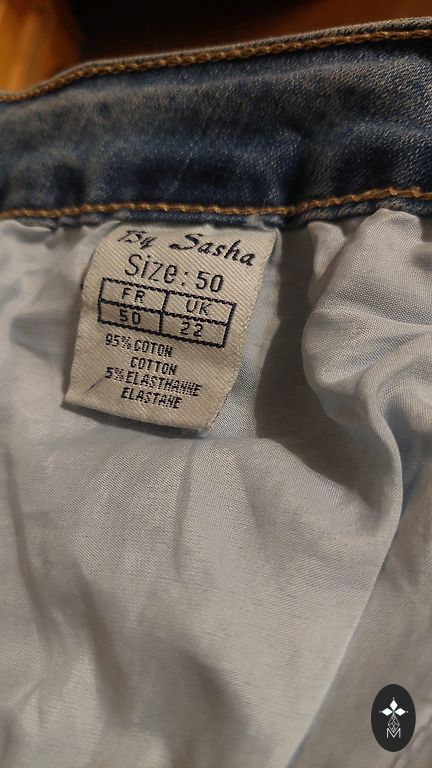 By Sasha
Size: 50
FR UK
50 22
95% COTON
COTTON
5% ELASTHANNE
ELASTANE
M